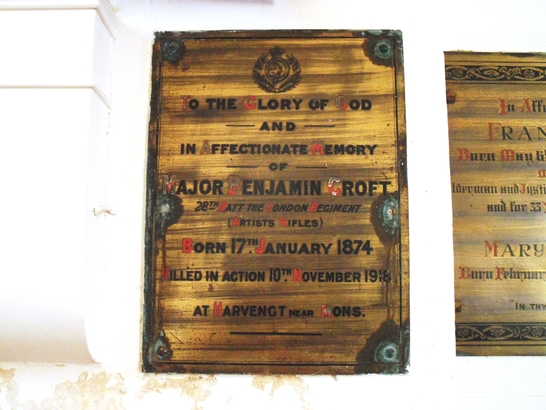 TO THE GLORY OF GOD
AND
IN AFFECTIONATE MEMORY
OF
MAJOR BENJAMIN CROFT
28TH BATT THE LONDON REGIMENT
(ARTISTS RIFLES)
BORN 17TH JANUARY 1874
KILLED IN ACTION 10TH NOVEMBER 1918
AT HARVENGT NEAR MONS.
In Affe
FRAN
Born May
and for 33
MARY
Born Februar
"IN THY